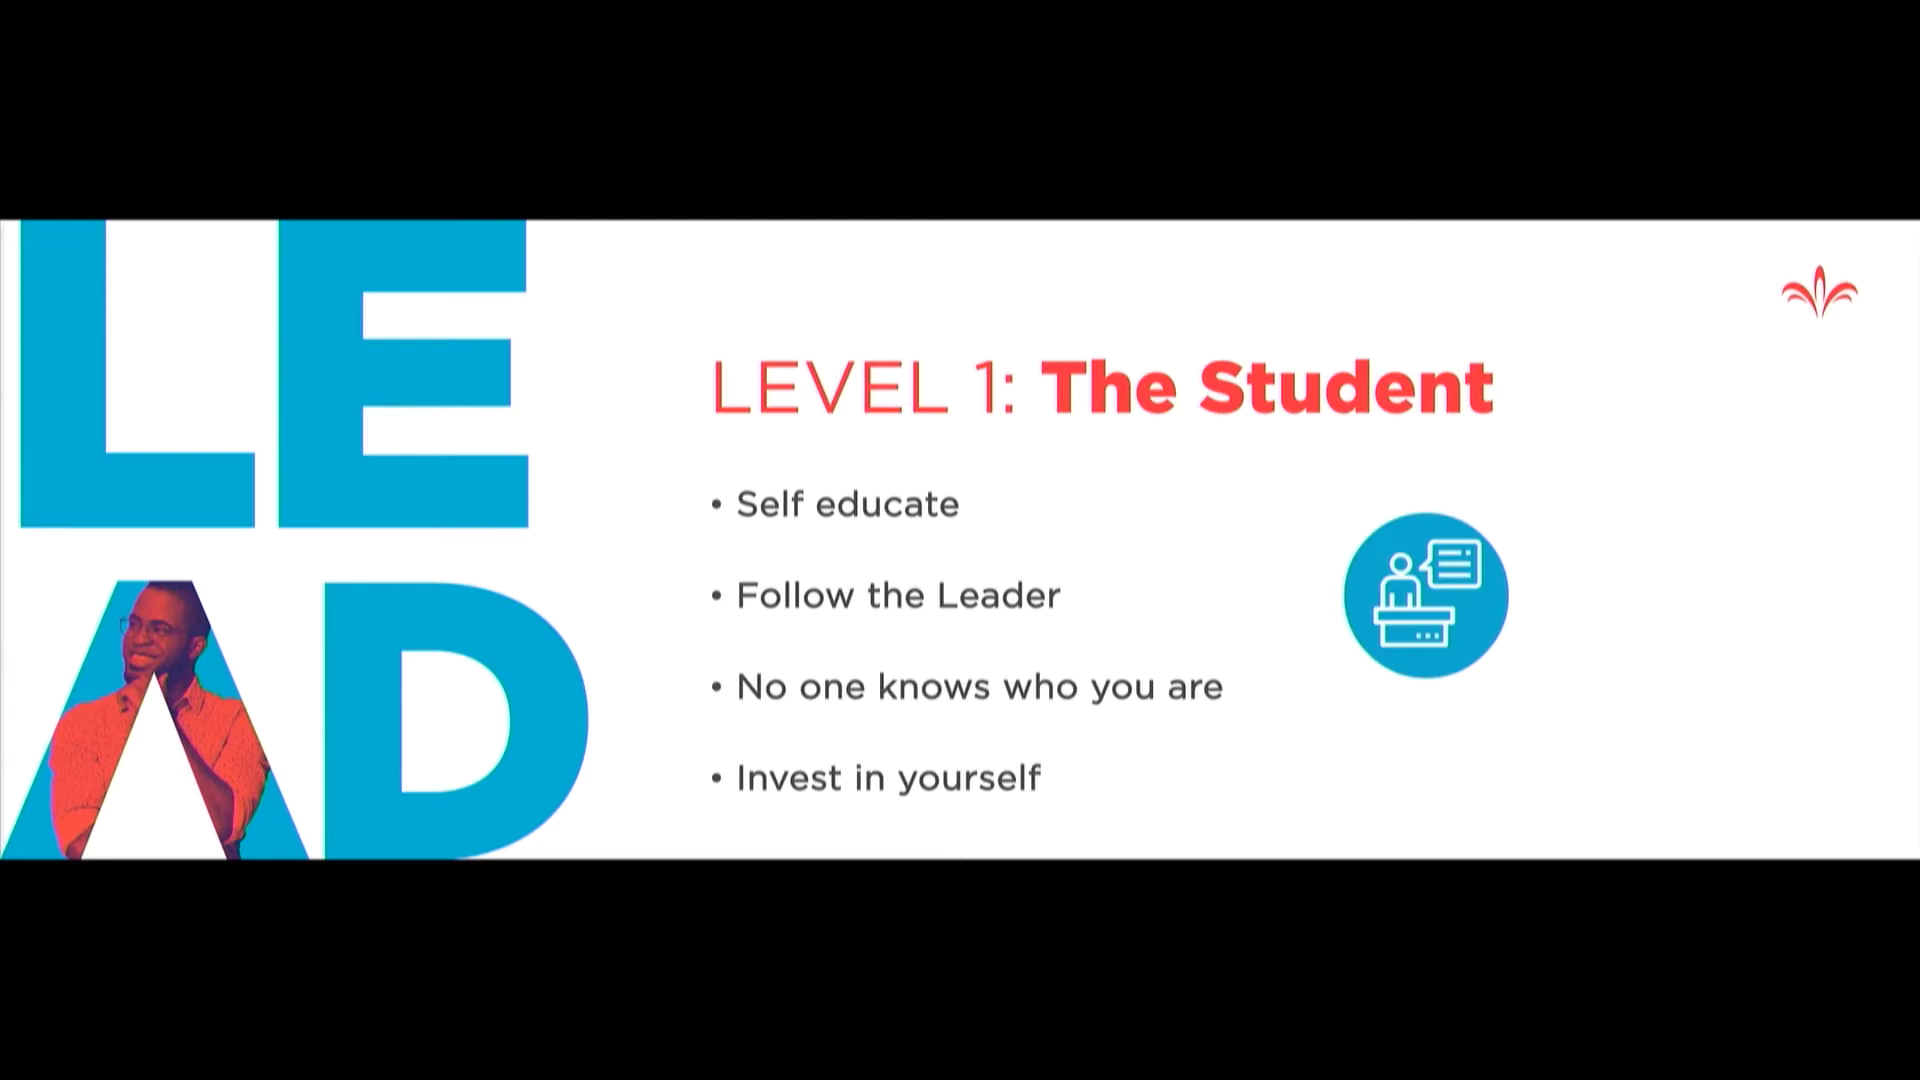 LE
AD
LEVEL 1: The Student
• Self educate
• Follow the Leader
• No one knows who you are
• Invest in yourself